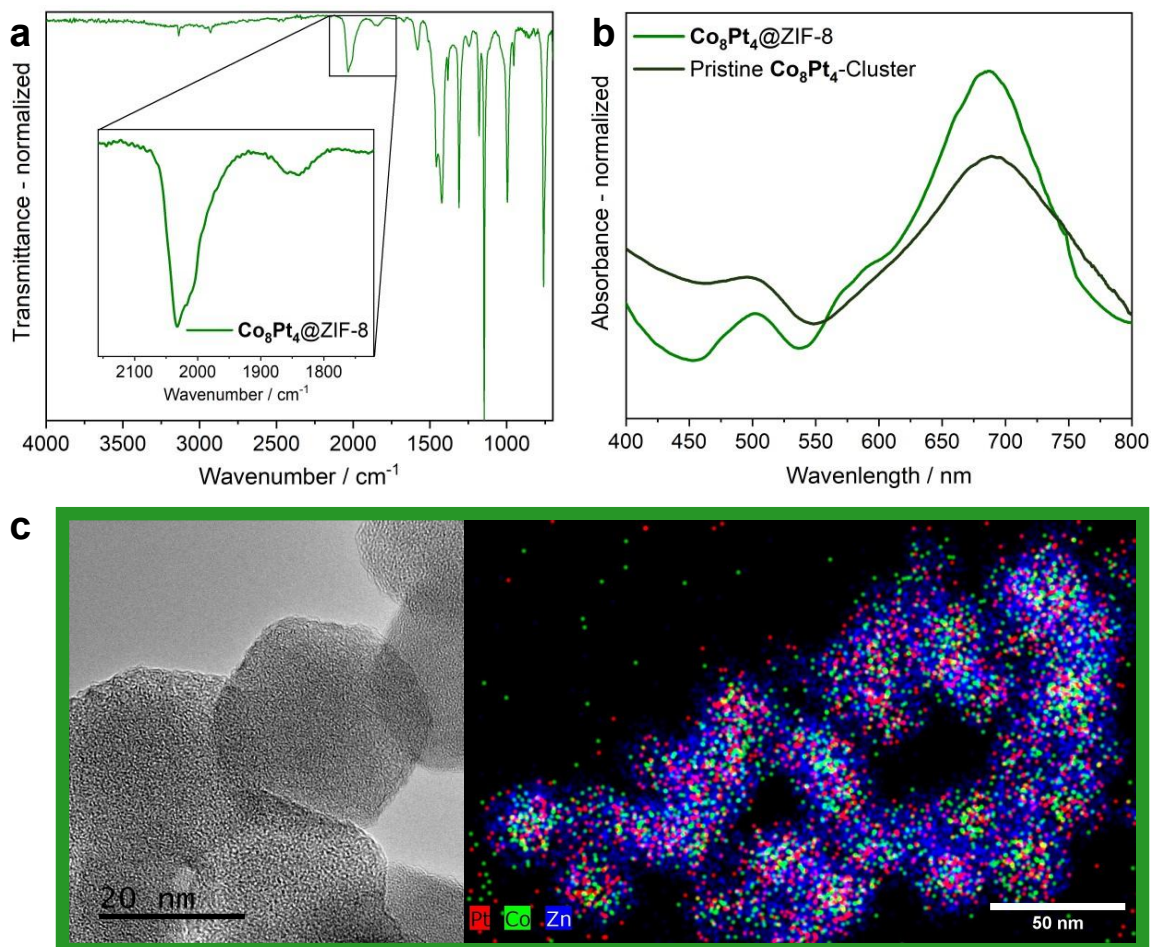 a
Transmittance - normalized
Co₈Pt₄@ZIF-8
2100 2000 1900 1800
Wavenumber / cm⁻¹
4000 3500 3000 2500 2000 1500 1000
Wavenumber / cm⁻¹
b
Absorbance - normalized
Co₈Pt₄@ZIF-8
Pristine Co₈Pt₄-Cluster
400 450 500 550 600 650 700 750 800
Wavelength / nm
c
20 nm
Pt Co Zn
50 nm